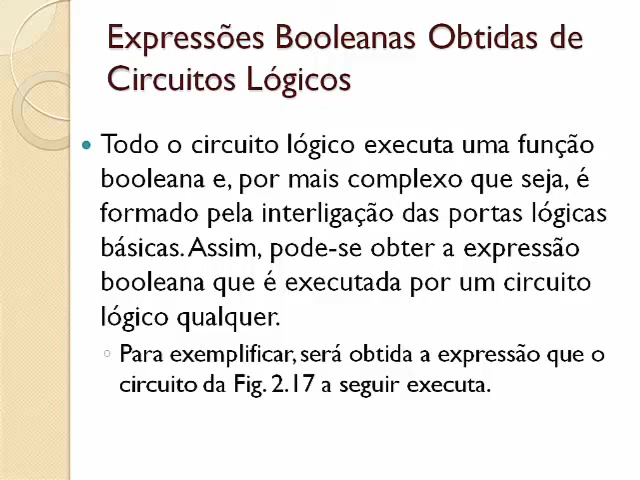 Expressões Booleanas Obtidas de
Circuitos Lógicos
Todo o circuito lógico executa uma função
booleana e, por mais complexo que seja, é
formado pela interligação das portas lógicas
básicas. Assim, pode-se obter a expressão
booleana que é executada por um circuito
lógico qualquer.
Para exemplificar, será obtida a expressão que o
circuito da Fig. 2.17 a seguir executa.